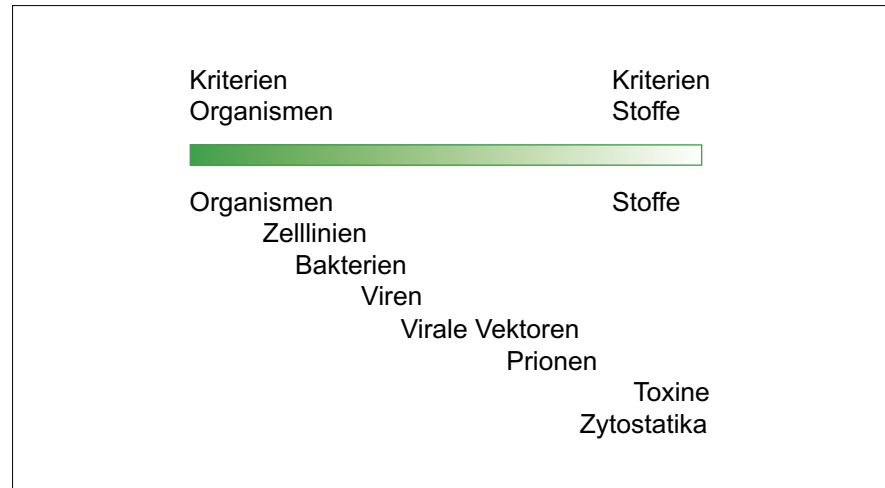 Kriterien Kriterien
Organismen Stoffe
Organismen Stoffe
Zelllinien
Bakterien
Viren
Virale Vektoren
Prionen
Toxine
Zytostatika